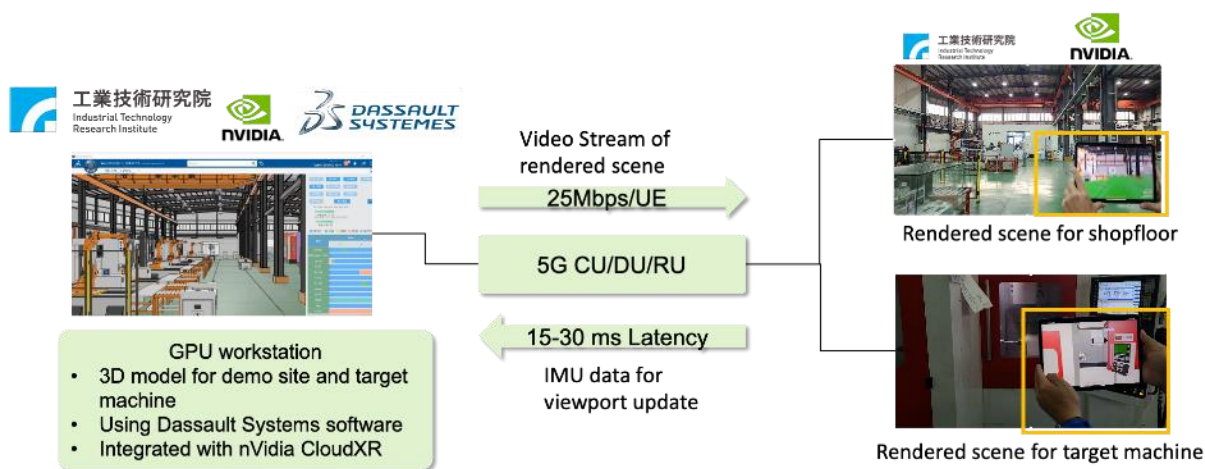 工業技術研究院
Industrial Technology
Research Institute
NVIDIA.
DASSAULT
SYSTEMES
GPU workstation
• 3D model for demo site and target
machine
• Using Dassault Systems software
• Integrated with nVidia CloudXR
Video Stream of
rendered scene
25Mbps/UE
5G CU/DU/RU
15-30 ms Latency
IMU data for
viewport update
工業技術研究院
Industrial Technology
Research Institute
NVIDIA.
Rendered scene for shopfloor
Rendered scene for target machine